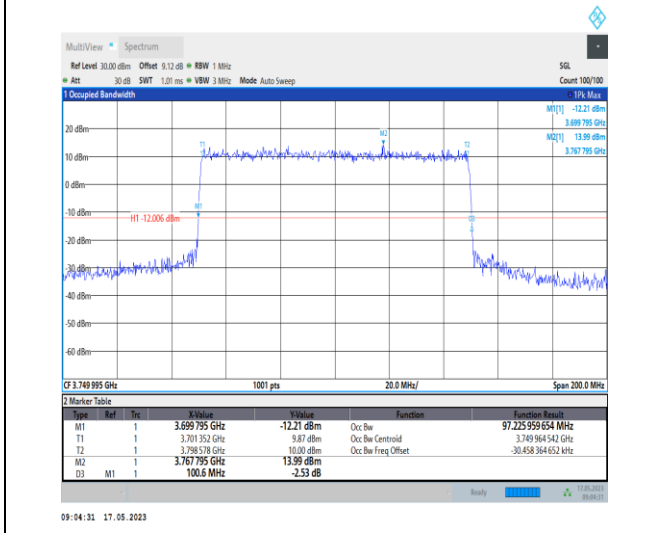 MultiView Spectrum
Ref Level 30.00 dBm Offset 9.12 dB RBW 1 MHz SGL
Att 30 dB SWT 1.01 ms VBW 3 MHz Mode Auto Sweep Count 100/100
1 Occupied Bandwidth 1Pk Max
M1[1] -12.21 dBm
3.699 795 GHz
M2[1] 13.99 dBm
3.767 795 GHz
20 dBm
M2
T1 T2
10 dBm
0 dBm
M1
-10 dBm
H1 -12.006 dBm D3
-20 dBm
-30 dBm
-40 dBm
-50 dBm
-60 dBm
CF 3.749 995 GHz 1001 pts 20.0 MHz/ Span 200.0 MHz
2 Marker Table
Type Ref Trc X-Value Y-Value Function Function Result
M1 1 3.699 795 GHz -12.21 dBm Occ Bw 97.225 959 654 MHz
T1 1 3.701 352 GHz 9.87 dBm Occ Bw Centroid 3.749 964 542 GHz
T2 1 3.798 578 GHz 10.00 dBm Occ Bw Freq Offset -30.458 364 652 kHz
M2 1 3.767 795 GHz 13.99 dBm
D3 M1 1 100.6 MHz -2.53 dB
Ready 17.05.2023
09:04:31
09:04:31 17.05.2023